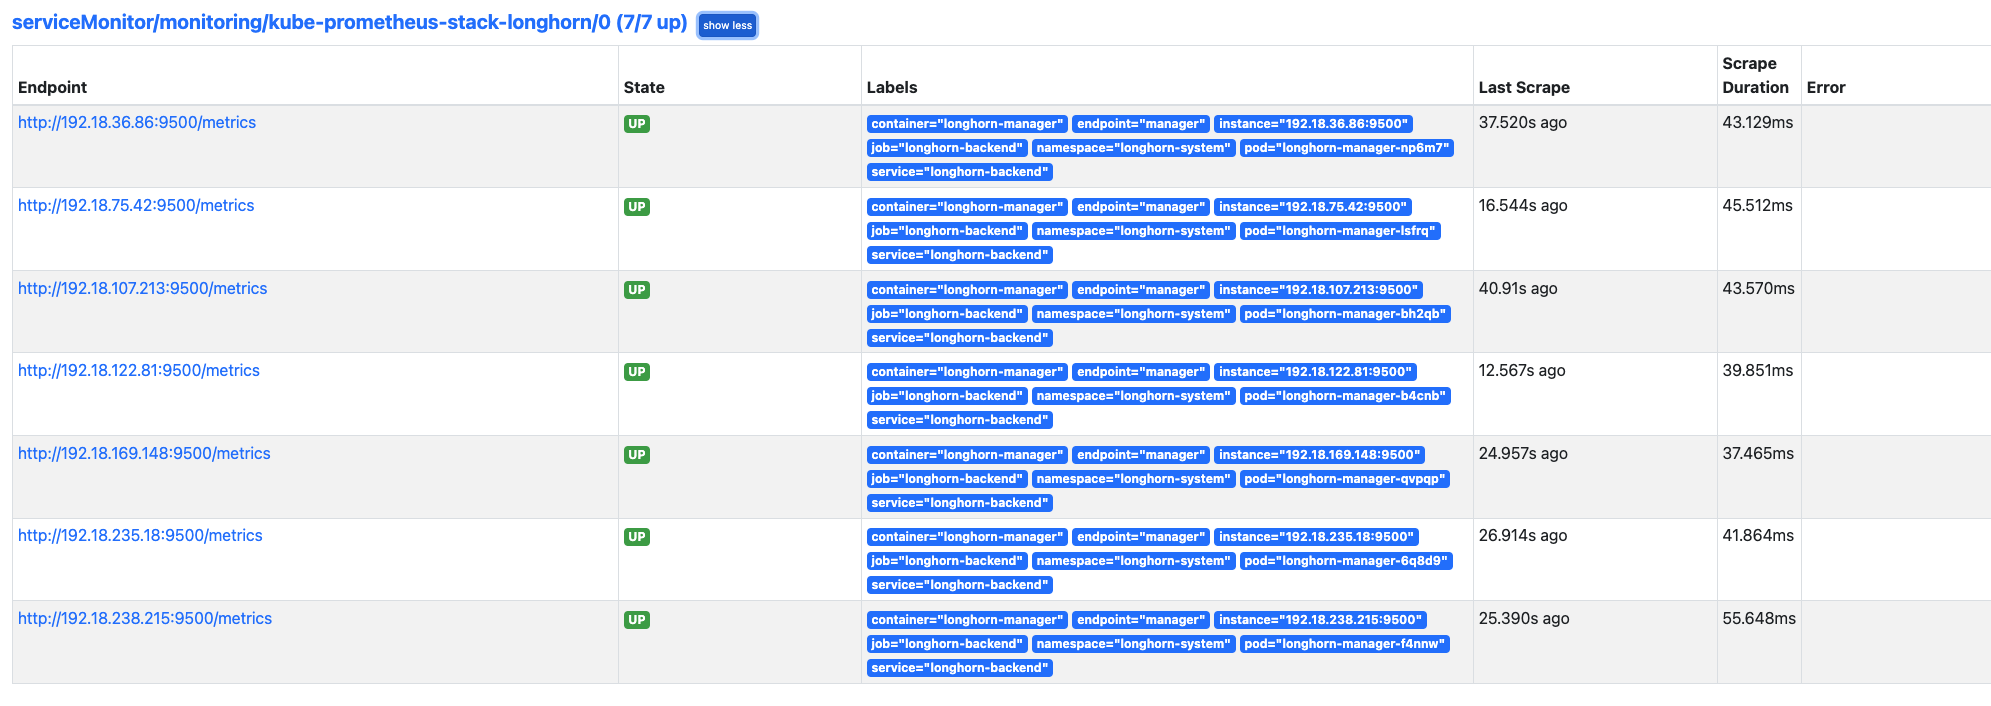 serviceMonitor/monitoring/kube-prometheus-stack-longhorn/0 (7/7 up) show less
Endpoint State Labels Last Scrape Scrape Duration Error
http://192.18.36.86:9500/metrics UP container="longhorn-manager" endpoint="manager" instance="192.18.36.86:9500" 37.520s ago 43.129ms
job="longhorn-backend" namespace="longhorn-system" pod="longhorn-manager-np6m7"
service="longhorn-backend"
http://192.18.75.42:9500/metrics UP container="longhorn-manager" endpoint="manager" instance="192.18.75.42:9500" 16.544s ago 45.512ms
job="longhorn-backend" namespace="longhorn-system" pod="longhorn-manager-lsfrq"
service="longhorn-backend"
http://192.18.107.213:9500/metrics UP container="longhorn-manager" endpoint="manager" instance="192.18.107.213:9500" 40.91s ago 43.570ms
job="longhorn-backend" namespace="longhorn-system" pod="longhorn-manager-bh2qb"
service="longhorn-backend"
http://192.18.122.81:9500/metrics UP container="longhorn-manager" endpoint="manager" instance="192.18.122.81:9500" 12.567s ago 39.851ms
job="longhorn-backend" namespace="longhorn-system" pod="longhorn-manager-b4cnb"
service="longhorn-backend"
http://192.18.169.148:9500/metrics UP container="longhorn-manager" endpoint="manager" instance="192.18.169.148:9500" 24.957s ago 37.465ms
job="longhorn-backend" namespace="longhorn-system" pod="longhorn-manager-qvpqp"
service="longhorn-backend"
http://192.18.235.18:9500/metrics UP container="longhorn-manager" endpoint="manager" instance="192.18.235.18:9500" 26.914s ago 41.864ms
job="longhorn-backend" namespace="longhorn-system" pod="longhorn-manager-6q8d9"
service="longhorn-backend"
http://192.18.238.215:9500/metrics UP container="longhorn-manager" endpoint="manager" instance="192.18.238.215:9500" 25.390s ago 55.648ms
job="longhorn-backend" namespace="longhorn-system" pod="longhorn-manager-f4nnw"
service="longhorn-backend"